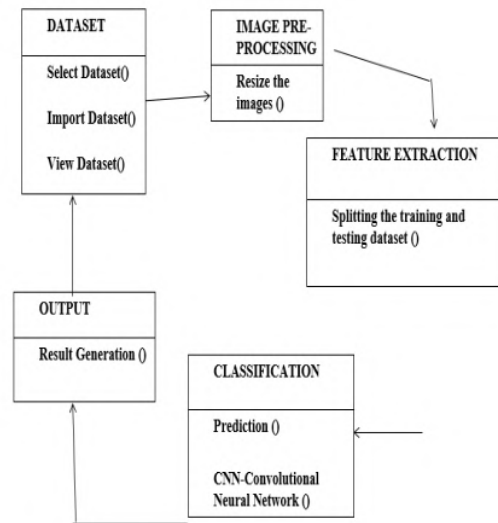 DATASET
Select Dataset()
Import Dataset()
View Dataset()
IMAGE PRE-
PROCESSING
Resize the
images ()
FEATURE EXTRACTION
Splitting the training and
testing dataset ()
OUTPUT
Result Generation ()
CLASSIFICATION
Prediction ()
CNN-Convolutional
Neural Network ()